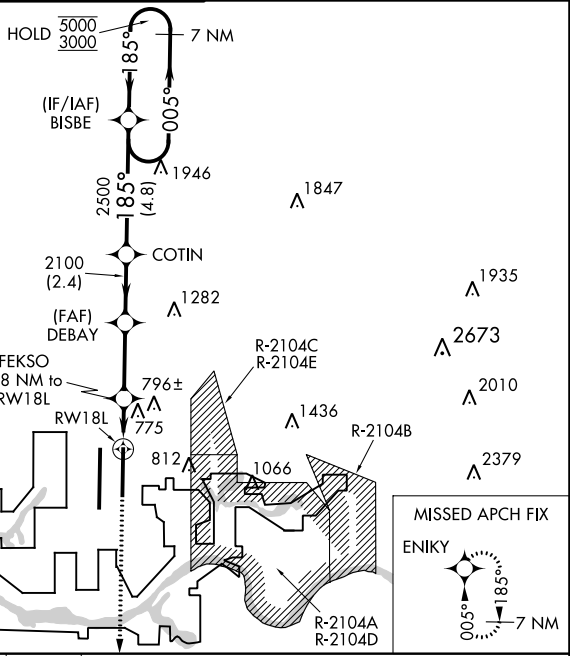 HOLD 5000
3000
7 NM
185°
005°
(IF/IAF)
BISBE
1946
1847
2500
185°
(4.8)
COTIN
2100
(2.4)
1935
1282
(FAF)
DEBAY
2673
R-2104C
R-2104E
FEKSO
8 NM to
RW18L
796±
775
2010
1436
R-2104B
RW18L
812
1066
2379
MISSED APCH FIX
ENIKY
185°
005°
7 NM
R-2104A
R-2104D